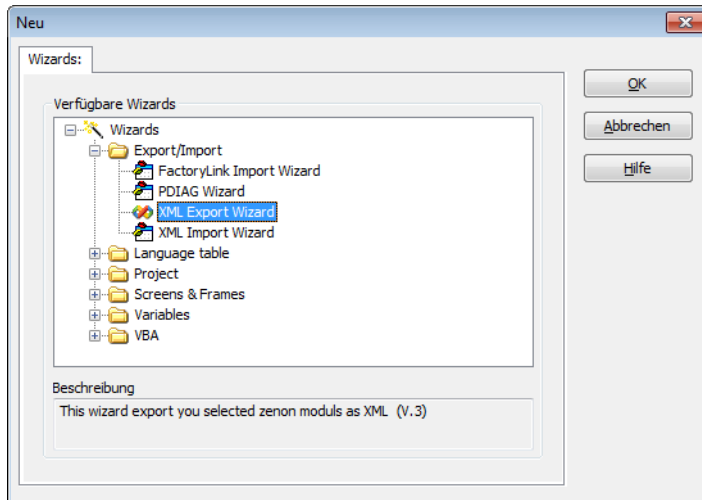 Neu
Wizards:
Verfügbare Wizards
Wizards
Export/Import
FactoryLink Import Wizard
PDIAG Wizard
XML Export Wizard
XML Import Wizard
Language table
Project
Screens & Frames
Variables
VBA
Beschreibung
This wizard export you selected zenon moduls as XML (V.3)
OK
Abbrechen
Hilfe